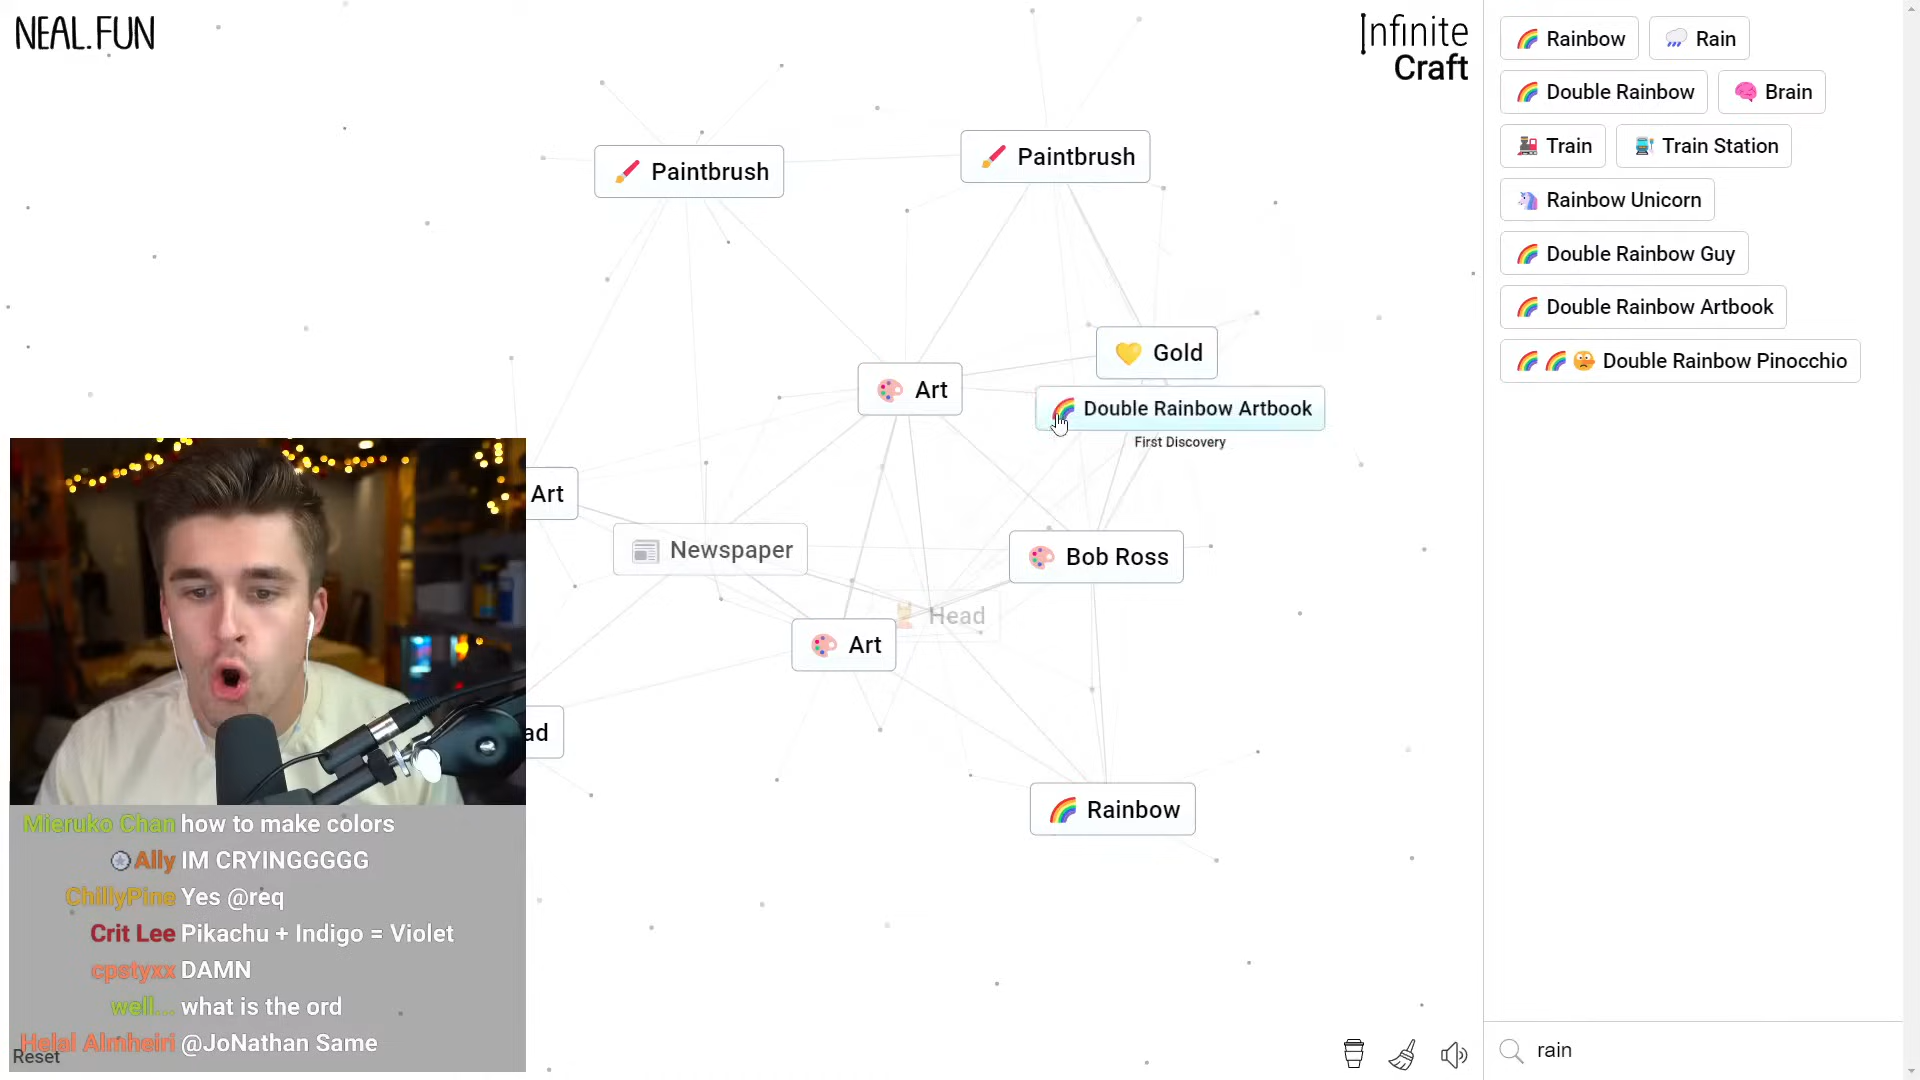 NEAL.FUN
Infinite
Craft
Paintbrush
Paintbrush
Gold
Art
Double Rainbow Artbook
First Discovery
Art
Newspaper
Bob Ross
Head
Art
ad
Rainbow
Mieruko Chan how to make colors
Ally IM CRYINGGGGG
ChillyPine Yes @req
Crit Lee Pikachu + Indigo = Violet
cpstyxx DAMN
well... what is the ord
Helal Almheiri @JoNathan Same
Reset
Rainbow Rain
Double Rainbow Brain
Train Train Station
Rainbow Unicorn
Double Rainbow Guy
Double Rainbow Artbook
Double Rainbow Pinocchio
rain